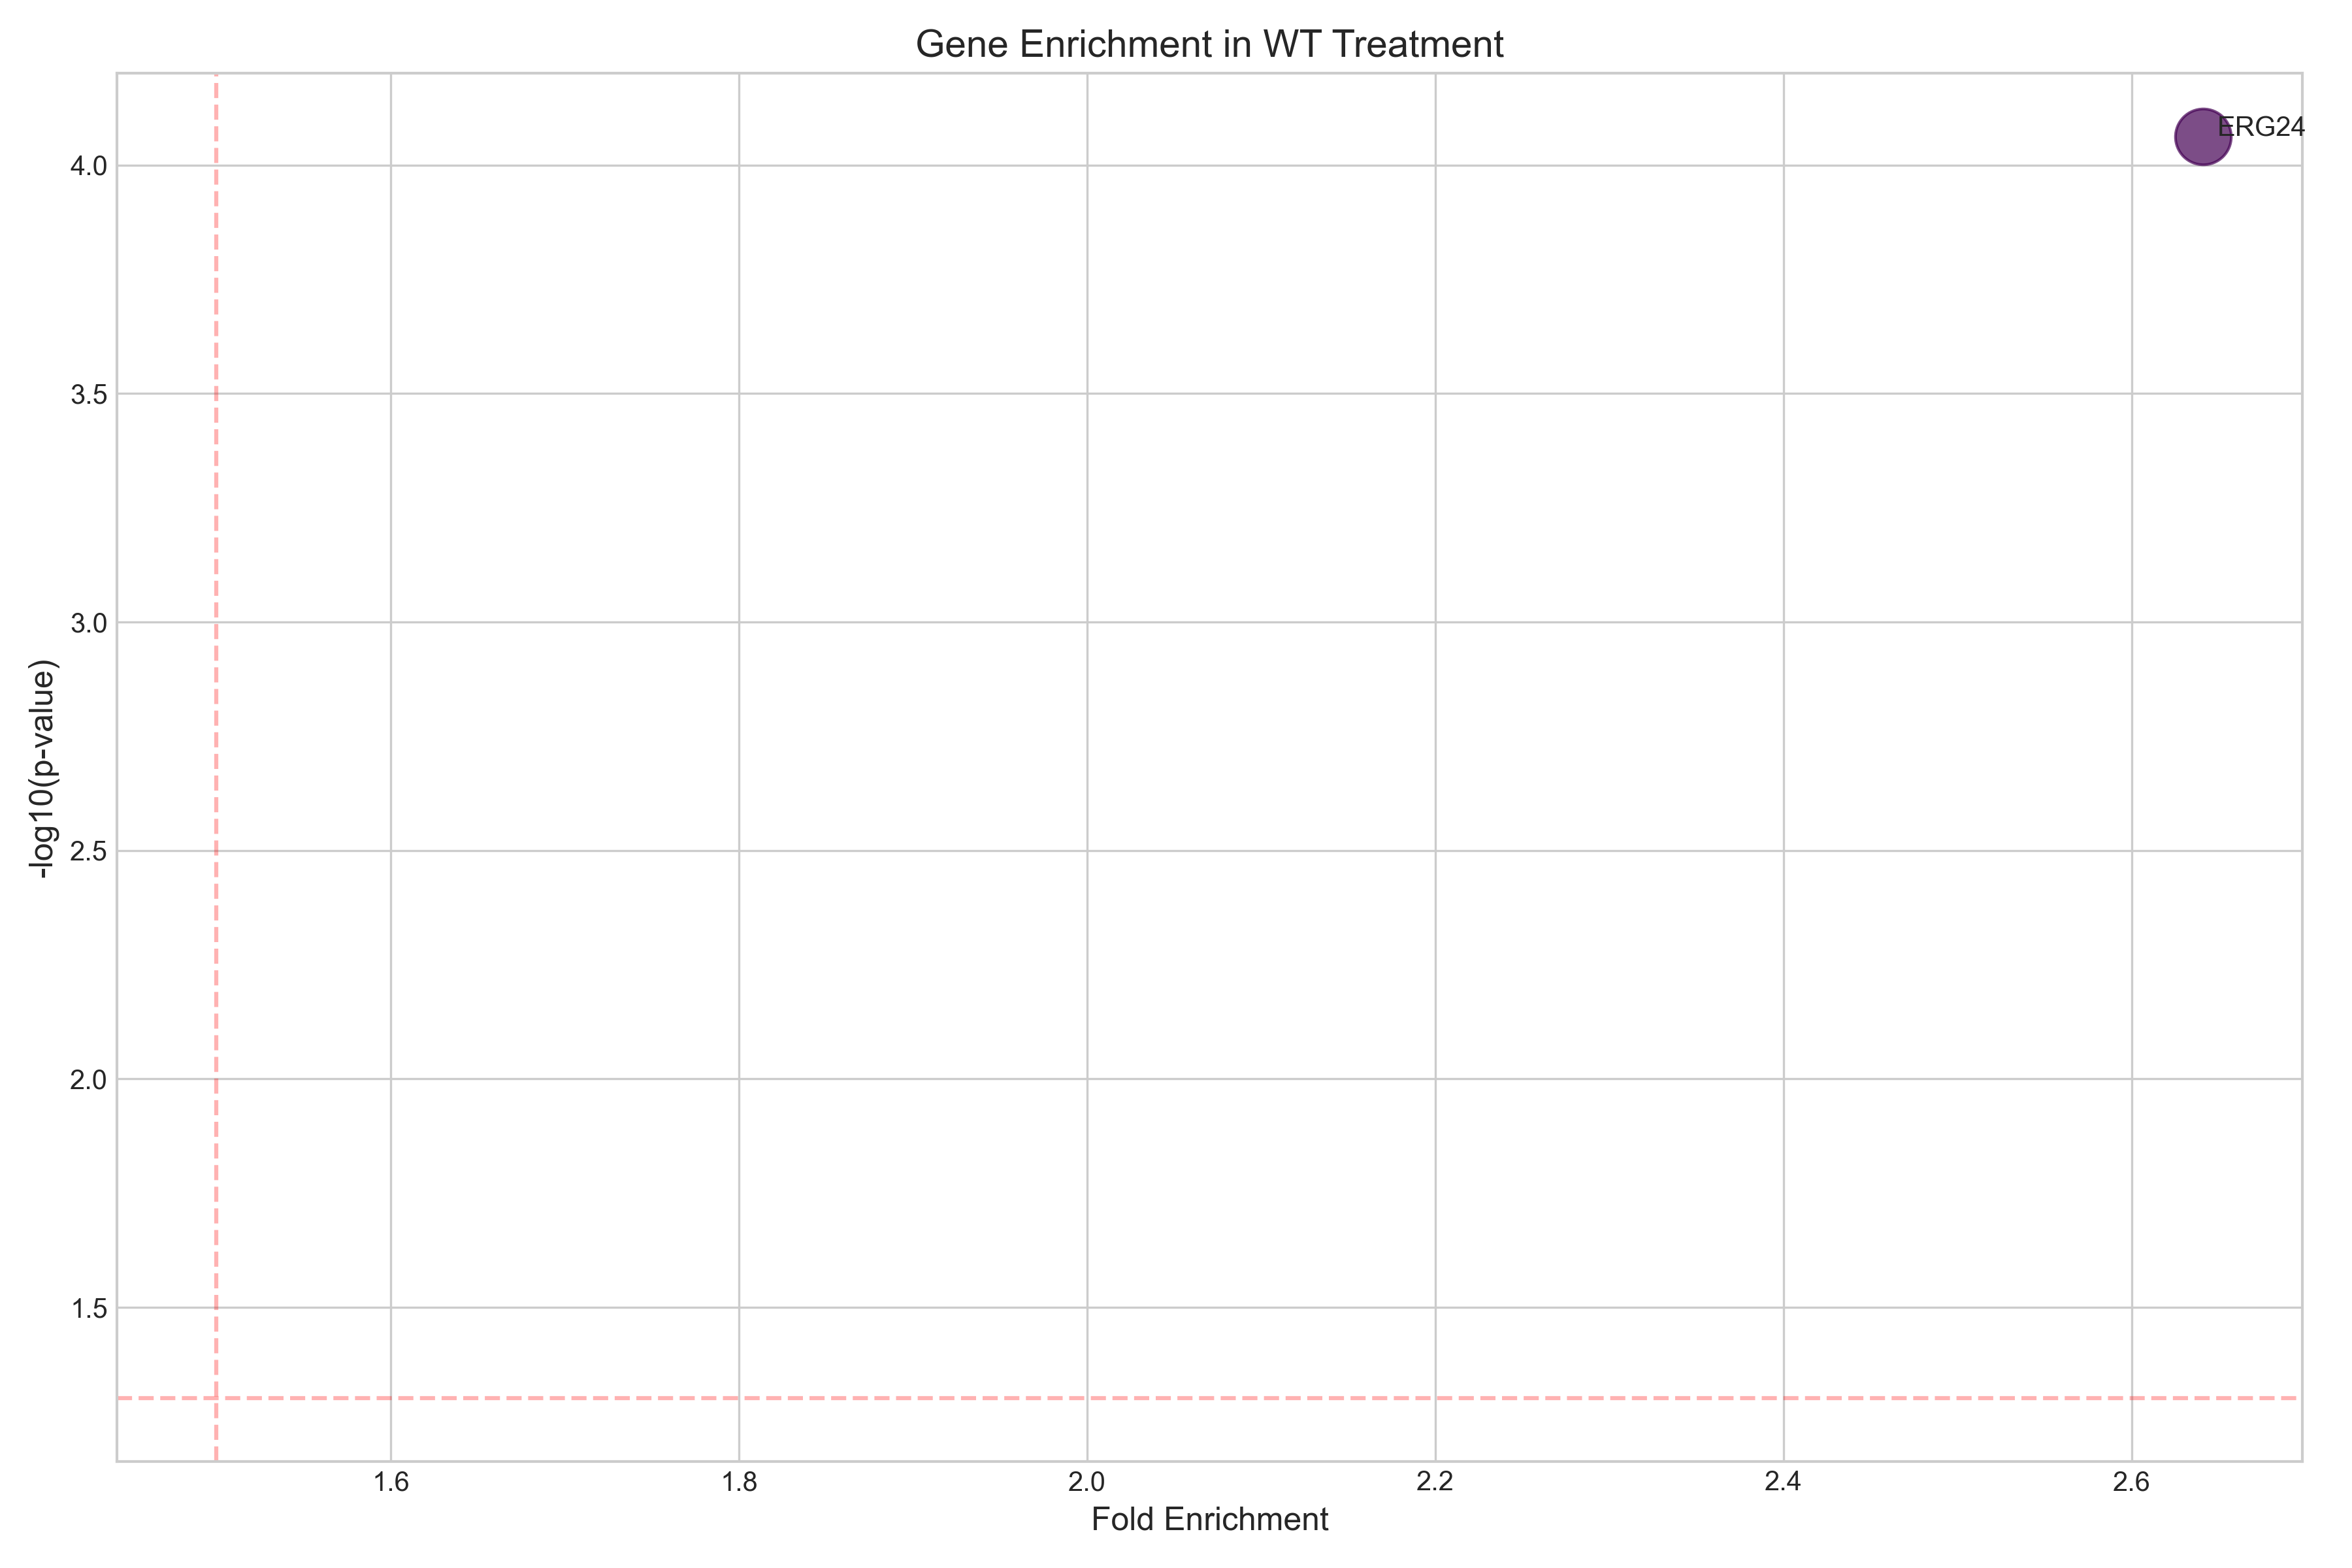 Gene Enrichment in WT Treatment
ERG24
4.0
3.5
3.0
2.5
2.0
1.5
-log10(p-value)
1.6 1.8 2.0 2.2 2.4 2.6
Fold Enrichment